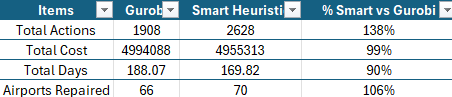 Items Gurob Smart Heuristi % Smart vs Gurobi
Total Actions 1908 2628 138%
Total Cost 4994088 4955313 99%
Total Days 188.07 169.82 90%
Airports Repaired 66 70 106%